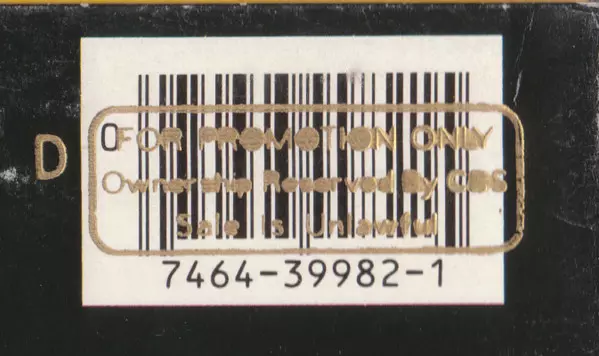 D
0
FOR PROMOTION ONLY
Ownership Reserved By CBS
Sale Is Unlawful
7464-39982-1